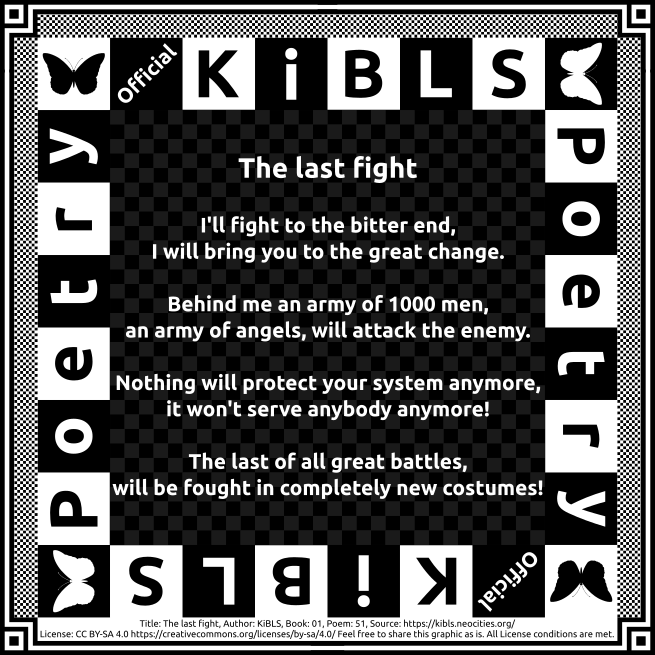 Official KiBLS
Poetry
Poetry
The last fight
I'll fight to the bitter end,
I will bring you to the great change.
Behind me an army of 1000 men,
an army of angels, will attack the enemy.
Nothing will protect your system anymore,
it won't serve anybody anymore!
The last of all great battles,
will be fought in completely new costumes!
Official KiBLS
Title: The last fight, Author: KiBLS, Book: 01, Poem: 51, Source: https://kibls.neocities.org/
License: CC BY-SA 4.0 https://creativecommons.org/licenses/by-sa/4.0/ Feel free to share this graphic as is. All License conditions are met.